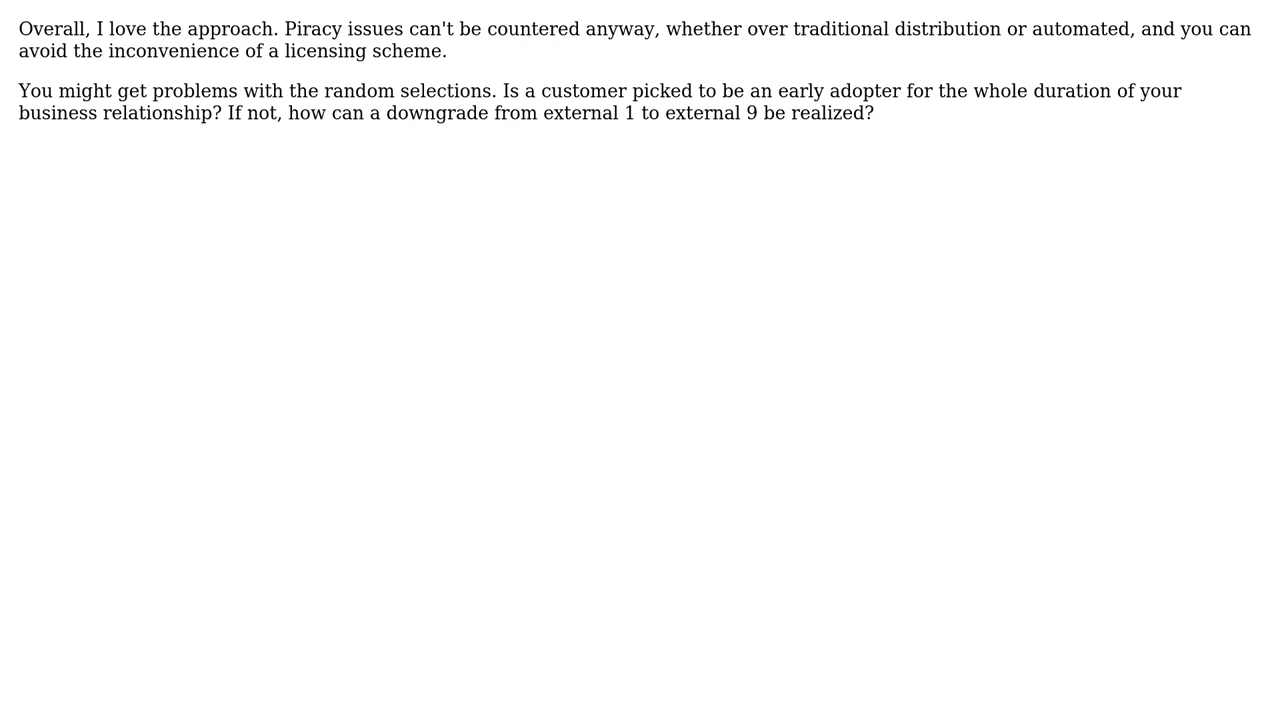 Overall, I love the approach. Piracy issues can't be countered anyway, whether over traditional distribution or automated, and you can
avoid the inconvenience of a licensing scheme.
You might get problems with the random selections. Is a customer picked to be an early adopter for the whole duration of your
business relationship? If not, how can a downgrade from external 1 to external 9 be realized?